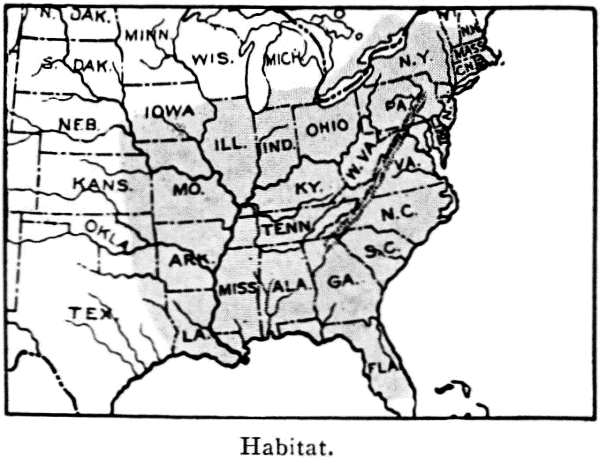 N. DAK.
MINN.
S. DAK.
WIS.
MICH.
N.Y.
N.H.
MASS
CN.
IOWA
NEB.
ILL.
IND.
OHIO
PA.
N.J.
W. VA.
VA.
KANS.
MO.
KY.
N.C.
OKLA.
TENN.
S.C.
ARK.
MISS.
ALA.
GA.
TEX.
LA.
FLA.
Habitat.